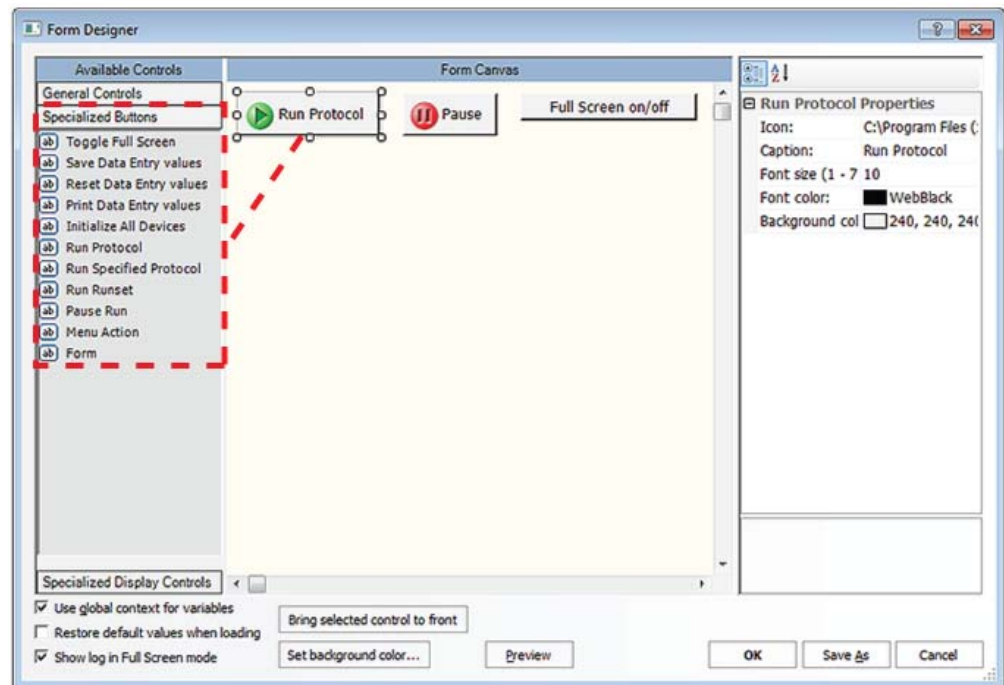 Form Designer
Available Controls
General Controls
Specialized Buttons
Toggle Full Screen
Save Data Entry values
Reset Data Entry values
Print Data Entry values
Initialize All Devices
Run Protocol
Run Specified Protocol
Run Runset
Pause Run
Menu Action
Form
Specialized Display Controls
Form Canvas
Run Protocol
Pause
Full Screen on/off
Run Protocol Properties
Icon: C:\Program Files (
Caption: Run Protocol
Font size (1 - 7 10
Font color: WebBlack
Background col 240, 240, 240
Use global context for variables
Restore default values when loading
Show log in Full Screen mode
Bring selected control to front
Set background color...
Preview
OK
Save As
Cancel